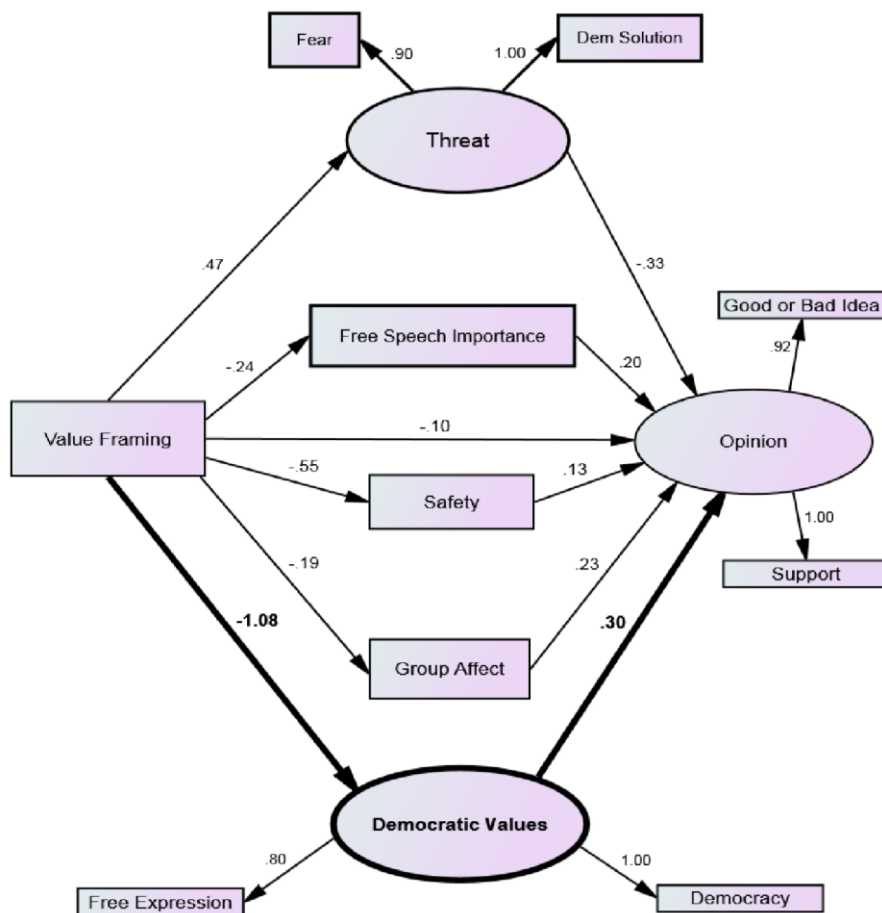 Fear
Dem Solution
.90
1.00
Threat
.47
-.33
Good or Bad Idea
Free Speech Importance
.92
-.24
.20
Value Framing
-.10
Opinion
-.55
.13
Safety
1.00
-.19
.23
Support
-1.08
.30
Group Affect
Democratic Values
.80
1.00
Free Expression
Democracy